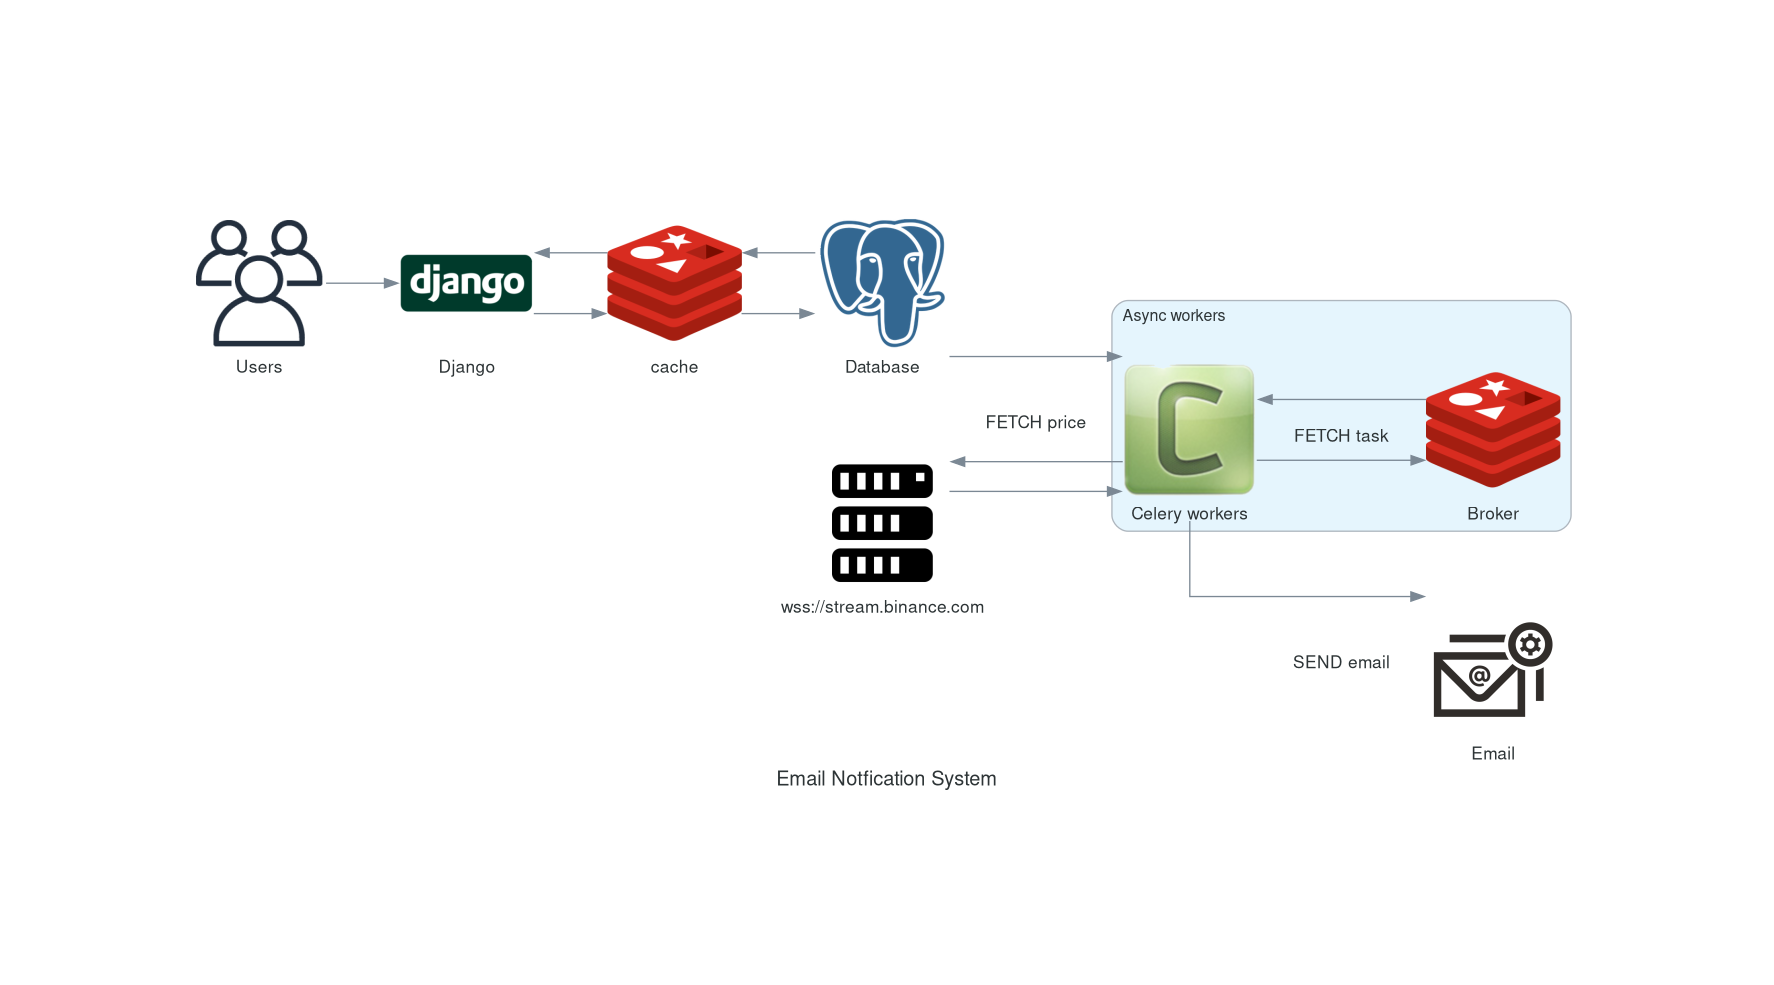 django
Users
Django
cache
Database
Async workers
FETCH price
FETCH task
C
Celery workers
Broker
wss://stream.binance.com
SEND email
@
Email
Email Notfication System